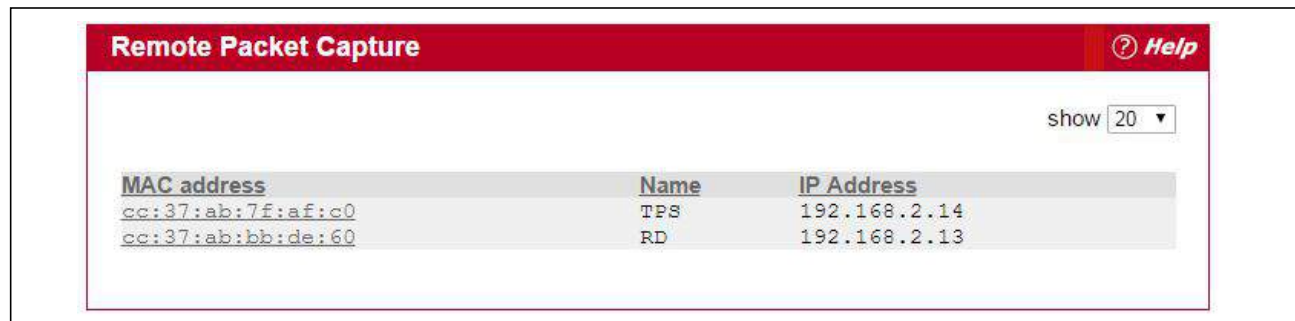 Remote Packet Capture ? Help
show 20
MAC address Name IP Address
cc:37:ab:7f:af:c0 TPS 192.168.2.14
cc:37:ab:bb:de:60 RD 192.168.2.13